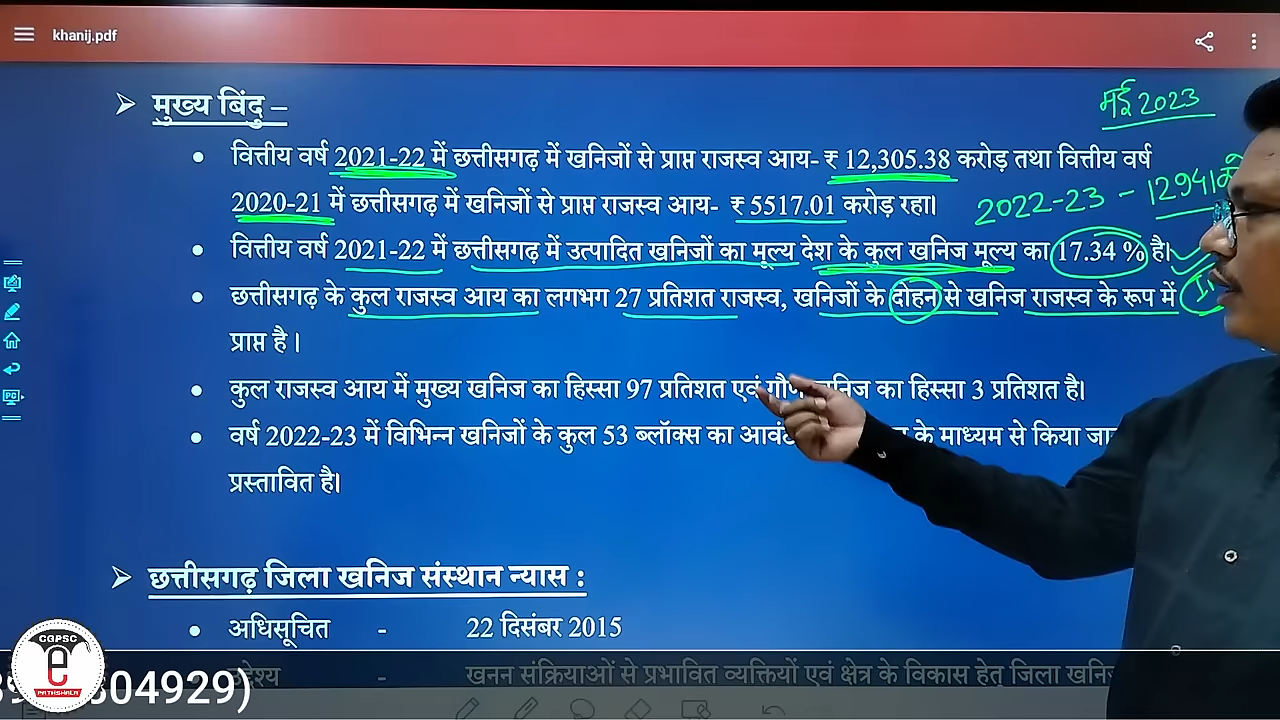 khanij.pdf
मुख्य बिंदु –
मई 2023
वित्तीय वर्ष 2021-22 में छत्तीसगढ़ में खनिजों से प्राप्त राजस्व आय- ₹ 12,305.38 करोड़ तथा वित्तीय वर्ष
2020-21 में छत्तीसगढ़ में खनिजों से प्राप्त राजस्व आय- ₹ 5517.01 करोड़ रहा।
2022-23 - 12941
वित्तीय वर्ष 2021-22 में छत्तीसगढ़ में उत्पादित खनिजों का मूल्य देश के कुल खनिज मूल्य का 17.34 % है।
छत्तीसगढ़ के कुल राजस्व आय का लगभग 27 प्रतिशत राजस्व, खनिजों के दोहन से खनिज राजस्व के रूप में
प्राप्त है ।
कुल राजस्व आय में मुख्य खनिज का हिस्सा 97 प्रतिशत एवं का हिस्सा 3 प्रतिशत है।
वर्ष 2022-23 में विभिन्न खनिजों के कुल 53 ब्लॉक्स का के माध्यम से किया
प्रस्तावित है।
छत्तीसगढ़ जिला खनिज संस्थान न्यास :
अधिसूचित - 22 दिसंबर 2015
- खनन संक्रियाओं से प्रभावित व्यक्तियों एवं क्षेत्र के विकास हेतु जिला
CGPSC
e
PATHSHALA
804929)